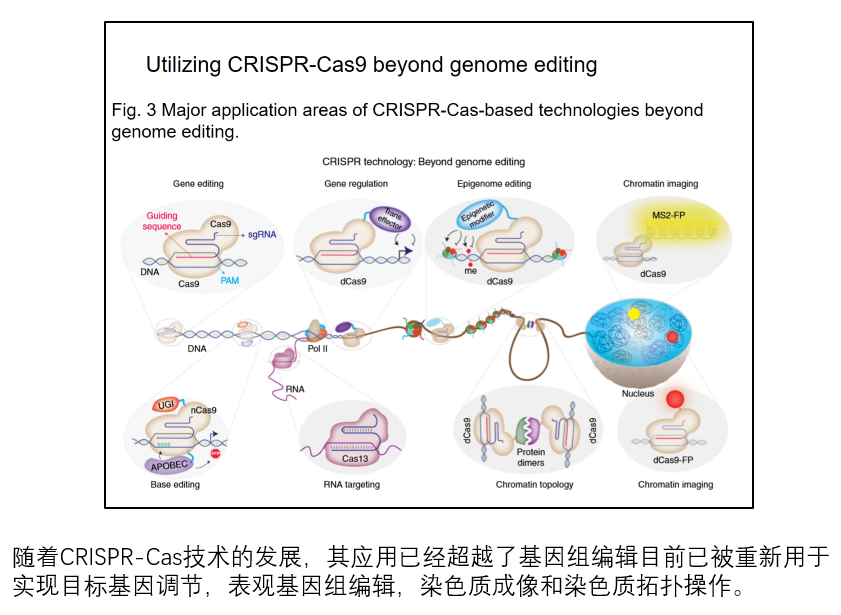 Utilizing CRISPR-Cas9 beyond genome editing
Fig. 3 Major application areas of CRISPR-Cas-based technologies beyond
genome editing.
CRISPR technology: Beyond genome editing
Gene editing
Gene regulation
Epigenome editing
Chromatin imaging
Guiding
sequence
Cas9
sgRNA
DNA
Cas9
PAM
Trans.
effector
dCas9
Epigenetic
modifier
me
dCas9
MS2-FP
dCas9
DNA
Pol II
RNA
Nucleus
UGI
nCas9
APOBEC
STOP
Base editing
Cas13
RNA targeting
dCas9
Protein
dimers
dCas9
Chromatin topology
dCas9-FP
Chromatin imaging
随着CRISPR-Cas技术的发展，其应用已经超越了基因组编辑目前已被重新用于
实现目标基因调节，表观基因组编辑，染色质成像和染色质拓扑操作。